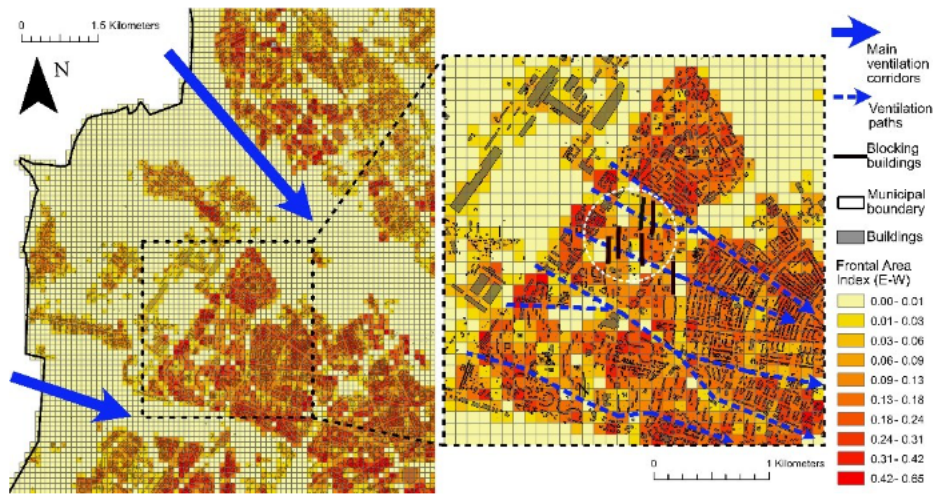 0 1.5 Kilometers
N
Main
ventilation
corridors
Ventilation
paths
Blocking
buildings
Municipal
boundary
Buildings
Frontal Area
Index (E-W)
0.00- 0.01
0.01- 0.03
0.03- 0.06
0.06- 0.09
0.09- 0.13
0.13- 0.18
0.18- 0.24
0.24- 0.31
0.31- 0.42
0.42- 0.65
0 1 Kilometers